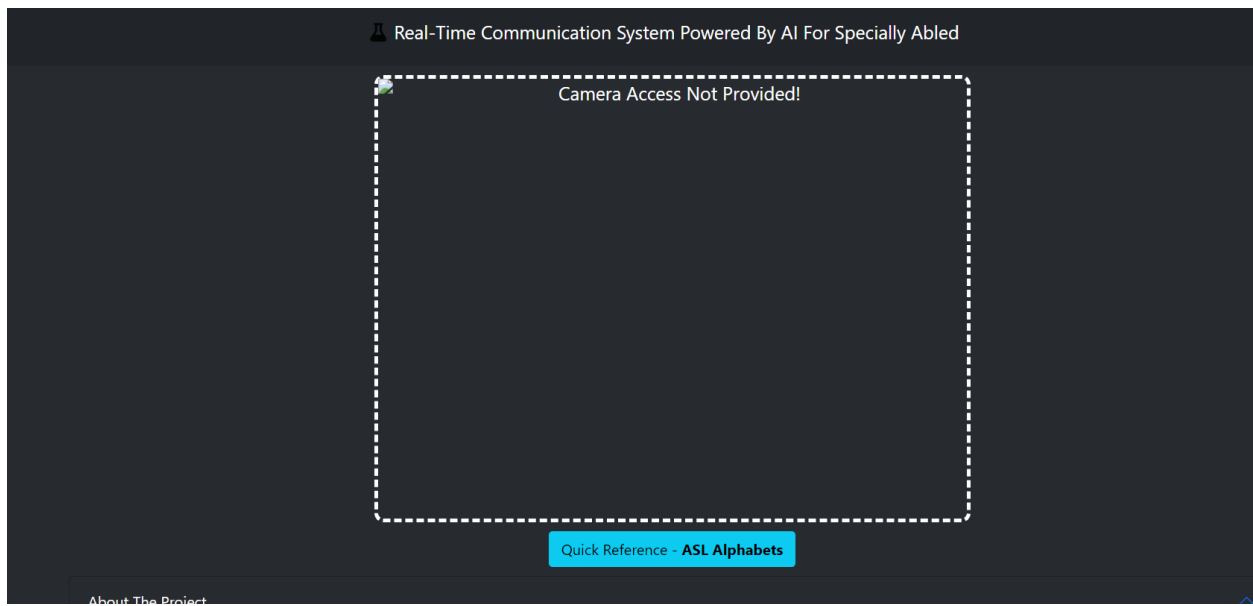 Real-Time Communication System Powered By AI For Specially Abled
Camera Access Not Provided!
Quick Reference - ASL Alphabets
About The Project